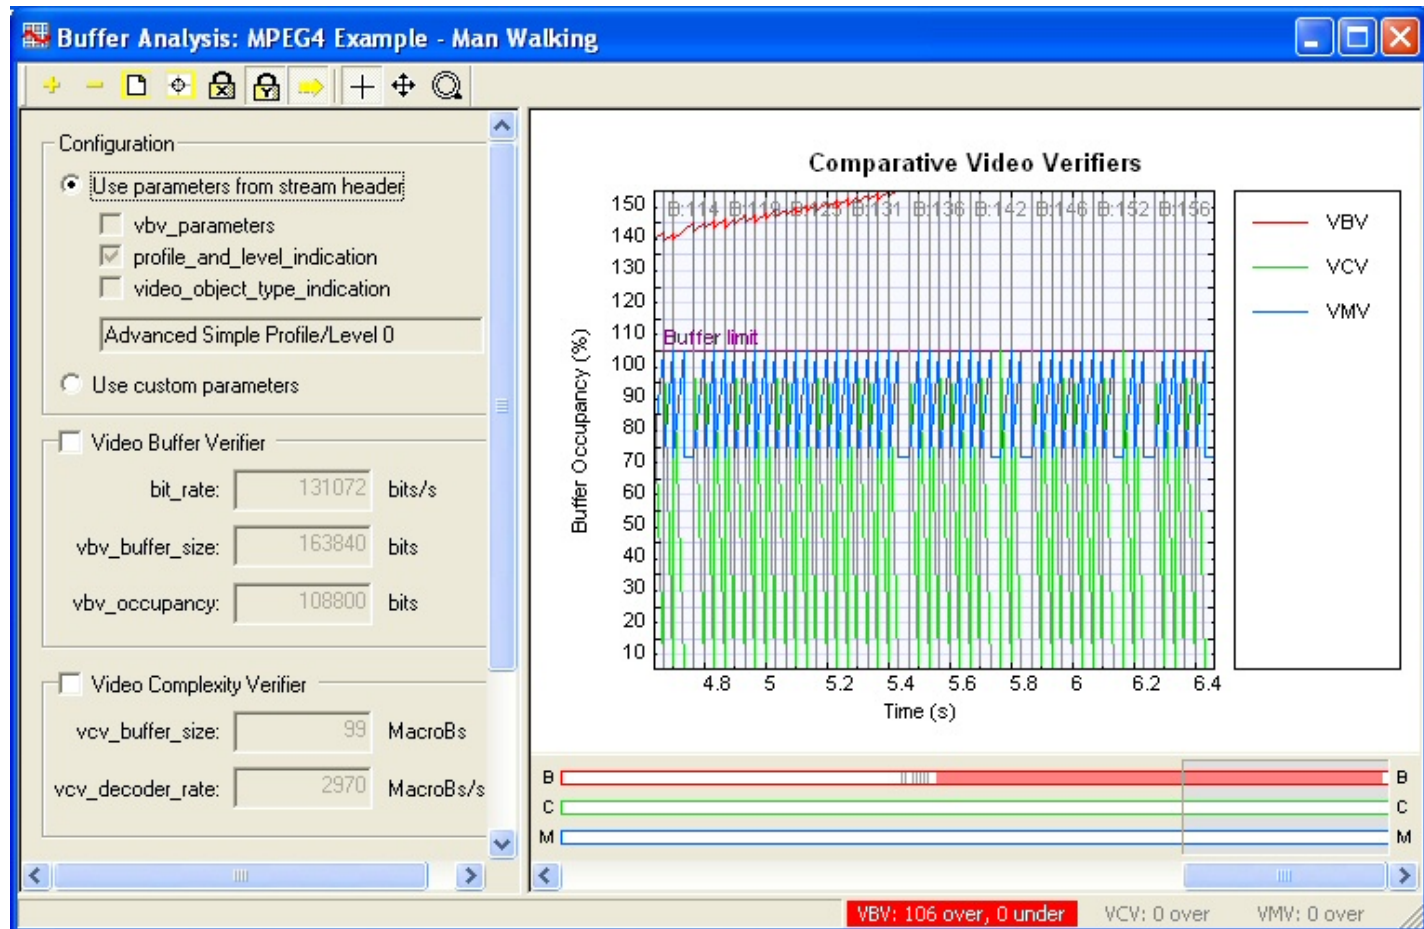 Buffer Analysis: MPEG4 Example - Man Walking
Configuration
Use parameters from stream header
vbv_parameters
profile_and_level_indication
video_object_type_indication
Advanced Simple Profile/Level 0
Use custom parameters
Video Buffer Verifier
bit_rate: 131072 bits/s
vbv_buffer_size: 163840 bits
vbv_occupancy: 108800 bits
Video Complexity Verifier
vcv_buffer_size: 99 MacroBs
vcv_decoder_rate: 2970 MacroBs/s
Comparative Video Verifiers
Buffer Occupancy (%)
150
140
130
120
110
100
90
80
70
60
50
40
30
20
10
B:114 B:119 B:125 B:131 B:136 B:142 B:146 B:152 B:156
Buffer limit
4.8 5 5.2 5.4 5.6 5.8 6 6.2 6.4
Time (s)
VBV
VCV
VMV
B B
C C
M M
VBV: 106 over, 0 under VCV: 0 over VMV: 0 over